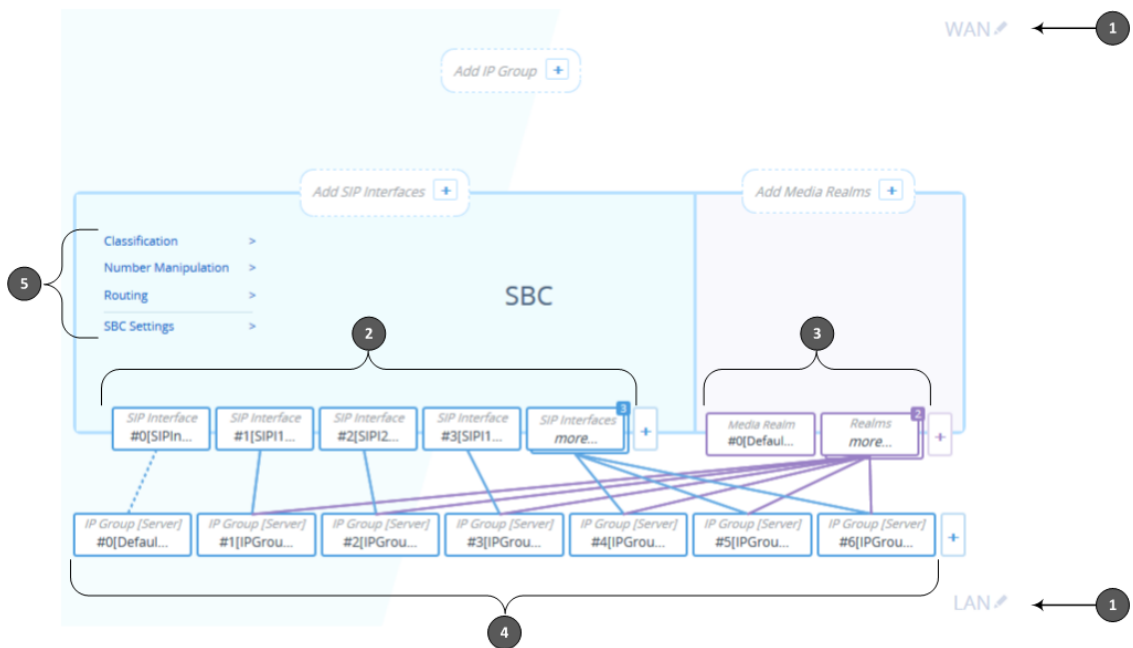 WAN
1
Add IP Group +
Add SIP Interfaces +
Add Media Realms +
Classification >
Number Manipulation >
5
Routing >
SBC
SBC Settings >
2
3
SIP Interface
#0[SIPIn...
SIP Interface
#1[SIPI1...
SIP Interface
#2[SIPI2...
SIP Interface
#3[SIPI1...
3
SIP Interfaces
more...
+
Media Realm
#0[Defaul...
2
Realms
more...
+
IP Group [Server]
#0[Defaul...
IP Group [Server]
#1[IPGrou...
IP Group [Server]
#2[IPGrou...
IP Group [Server]
#3[IPGrou...
IP Group [Server]
#4[IPGrou...
IP Group [Server]
#5[IPGrou...
IP Group [Server]
#6[IPGrou...
+
LAN
1
4